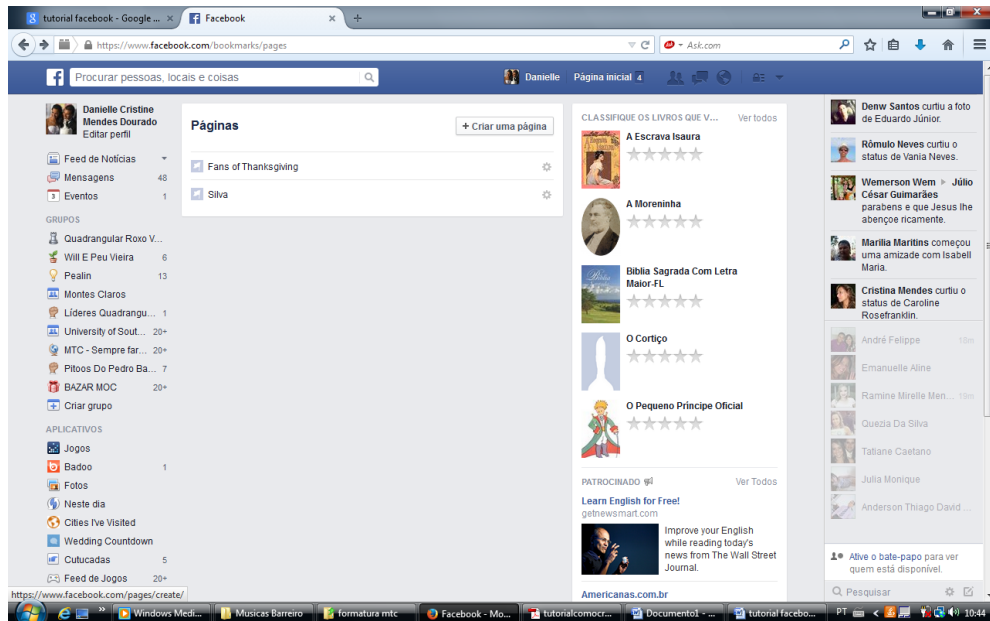 tutorial facebook - Google ...
Facebook
https://www.facebook.com/bookmarks/pages
Ask.com
Procurar pessoas, locais e coisas
Danielle
Página inicial 4
Danielle Cristine
Mendes Dourado
Editar perfil
Feed de Notícias
Mensagens 48
Eventos 1
GRUPOS
Quadrangular Roxo V...
Will E Peu Vieira 6
Pealin 13
Montes Claros
Líderes Quadrangu... 1
University of Sout... 20+
MTC - Sempre far... 20+
Pitoos Do Pedro Ba... 7
BAZAR MOC 20+
Criar grupo
APLICATIVOS
Jogos
Badoo 1
Fotos
Neste dia
Cities I've Visited
Wedding Countdown
Cutucadas 5
Feed de Jogos 20+
https://www.facebook.com/pages/create/
Páginas
+ Criar uma página
Fans of Thanksgiving
Silva
CLASSIFIQUE OS LIVROS QUE V... Ver todos
A Escrava Isaura
A Moreninha
Bíblia Sagrada Com Letra
Maior-FL
O Cortiço
O Pequeno Príncipe Oficial
PATROCINADO Ver Todos
Learn English for Free!
getnewsmart.com
Improve your English
while reading today's
news from The Wall Street
Journal.
Americanas.com.br
Denw Santos curtiu a foto
de Eduardo Júnior.
Rômulo Neves curtiu o
status de Vania Neves.
Wemerson Wem ▶ Júlio
César Guimarães
parabens e que Jesus lhe
abençoe ricamente.
Marilia Maritins começou
uma amizade com Isabell
Maria.
Cristina Mendes curtiu o
status de Caroline
Rosefranklin.
André Felippe
Emanuelle Aline
Ramine Mirelle Men...
Quezia Da Silva
Tatiane Caetano
Julia Monique
Anderson Thiago David ...
Ative o bate-papo para ver
quem está disponível.
Pesquisar
Windows Medi...
Musicas Barreiro
formatura mtc
Facebook - Mo...
tutorialcomocr...
Documento1 - ...
tutorial facebo...
PT
10:44